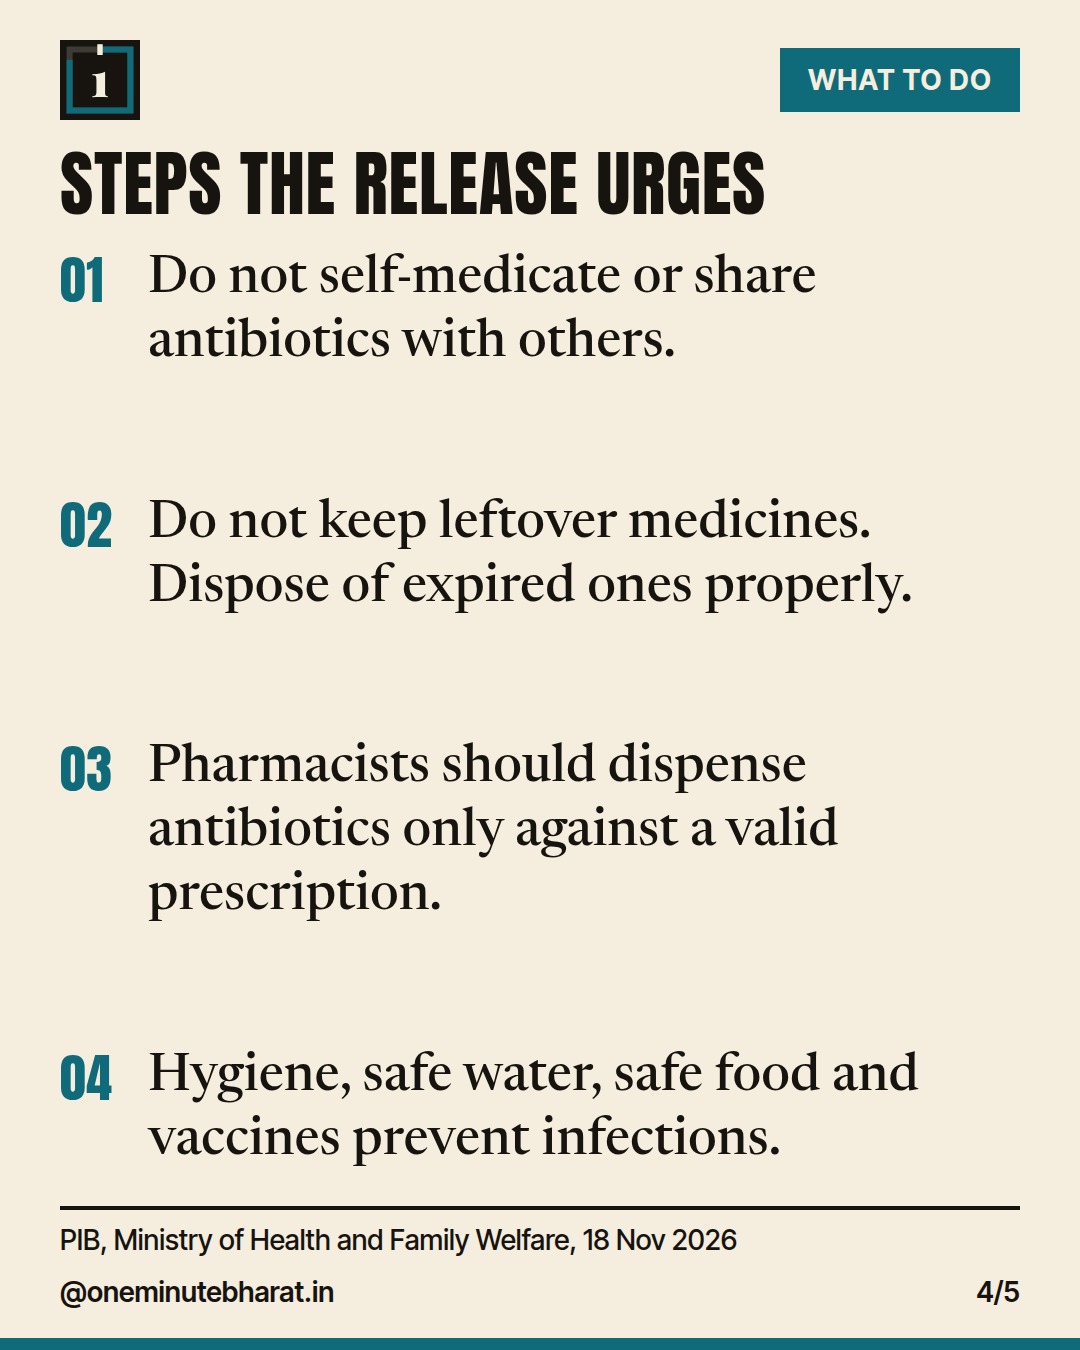 1
WHAT TO DO
STEPS THE RELEASE URGES
01 Do not self-medicate or share
antibiotics with others.
02 Do not keep leftover medicines.
Dispose of expired ones properly.
03 Pharmacists should dispense
antibiotics only against a valid
prescription.
04 Hygiene, safe water, safe food and
vaccines prevent infections.
PIB, Ministry of Health and Family Welfare, 18 Nov 2026
@oneminutebharat.in
4/5